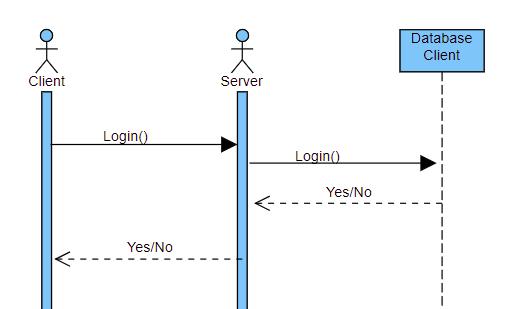 Database
Client
Client
Server
Login()
Login()
Yes/No
Yes/No